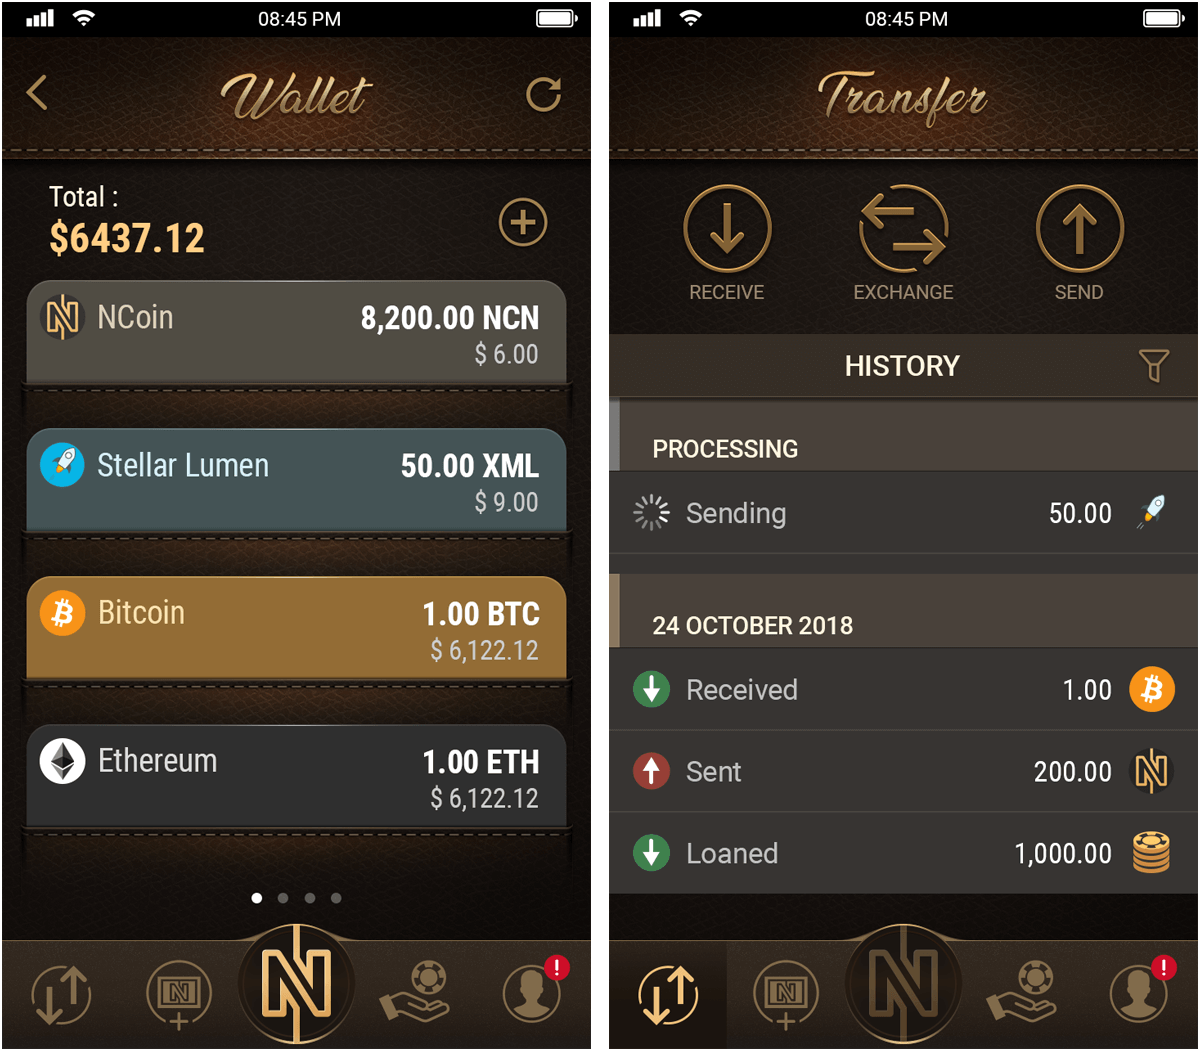 08:45 PM
Wallet
Total :
$6437.12
NCoin
8,200.00 NCN
$ 6.00
Stellar Lumen
50.00 XML
$ 9.00
Bitcoin
1.00 BTC
$ 6,122.12
Ethereum
1.00 ETH
$ 6,122.12
08:45 PM
Transfer
RECEIVE
EXCHANGE
SEND
HISTORY
PROCESSING
Sending
50.00
24 OCTOBER 2018
Received
1.00
Sent
200.00
Loaned
1,000.00